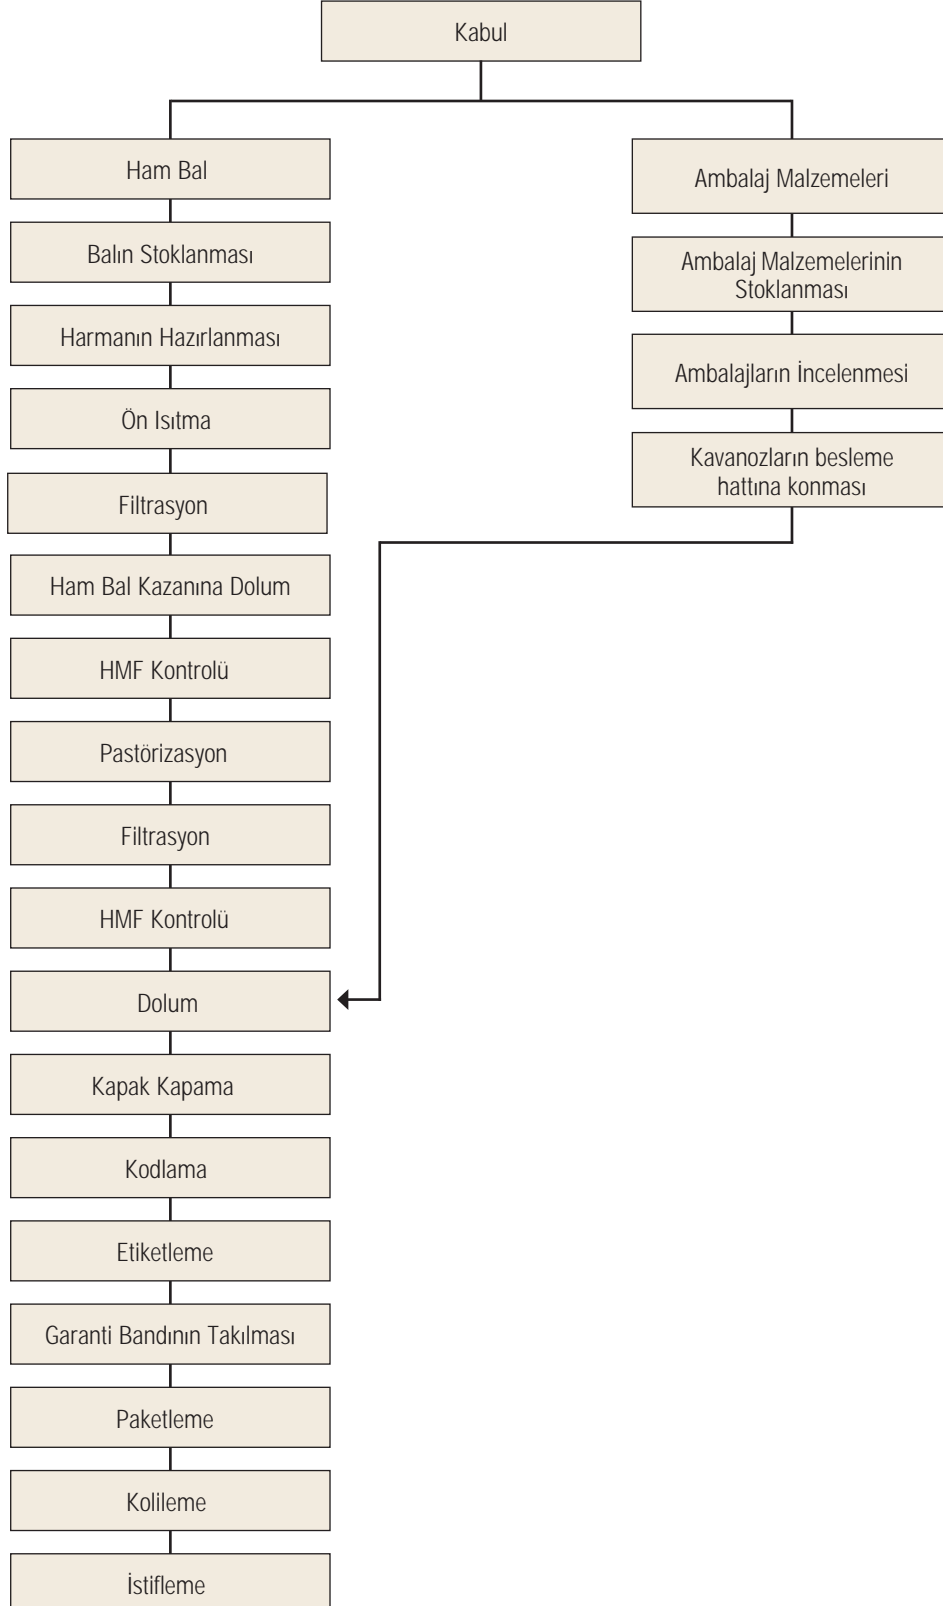 Kabul
Ham Bal
Balın Stoklanması
Harmanın Hazırlanması
Ön Isıtma
Filtrasyon
Ham Bal Kazanına Dolum
HMF Kontrolü
Pastörizasyon
Filtrasyon
HMF Kontrolü
Dolum
Kapak Kapama
Kodlama
Etiketleme
Garanti Bandının Takılması
Paketleme
Kolileme
İstifleme
Ambalaj Malzemeleri
Ambalaj Malzemelerinin
Stoklanması
Ambalajların İncelenmesi
Kavanozların besleme
hattına konması